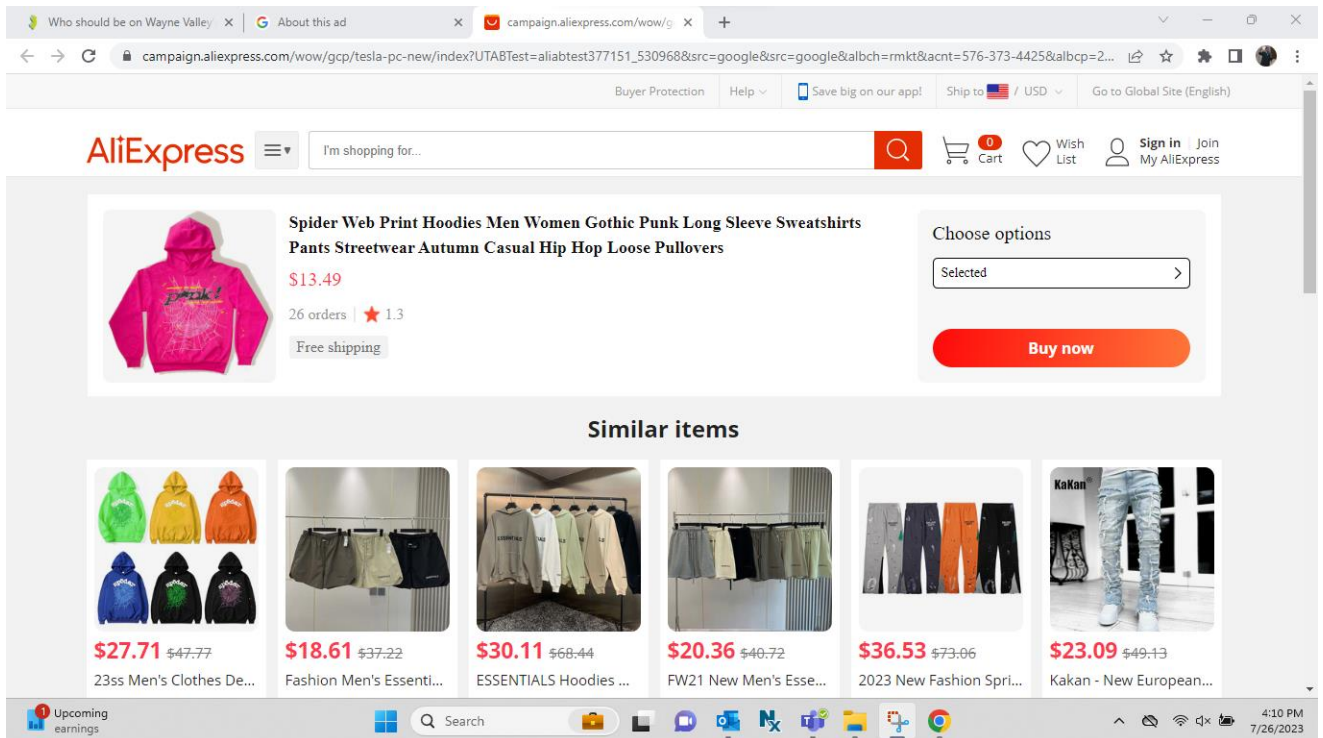 Who should be on Wayne Valley
About this ad
campaign.aliexpress.com/wow/g
campaign.aliexpress.com/wow/gcp/tesla-pc-new/index?UTABTest=aliabtest377151_530968&src=google&src=google&albch=rmkt&acnt=576-373-4425&albcp=2...
Buyer Protection Help Save big on our app! Ship to / USD Go to Global Site (English)
AliExpress I'm shopping for... 0 Cart Wish List Sign in Join My AliExpress
Spider Web Print Hoodies Men Women Gothic Punk Long Sleeve Sweatshirts
Pants Streetwear Autumn Casual Hip Hop Loose Pullovers
$13.49
26 orders 1.3
Free shipping
Choose options
Selected
Buy now
punk!
Similar items
spider spider spider
spider spider spider
ESSENTIALS
KaKan
$27.71 $47.77
23ss Men's Clothes De...
$18.61 $37.22
Fashion Men's Essenti...
$30.11 $68.44
ESSENTIALS Hoodies ...
$20.36 $40.72
FW21 New Men's Esse...
$36.53 $73.06
2023 New Fashion Spri...
$23.09 $49.13
Kakan - New European...
1
Upcoming
earnings
Search
4:10 PM
7/26/2023